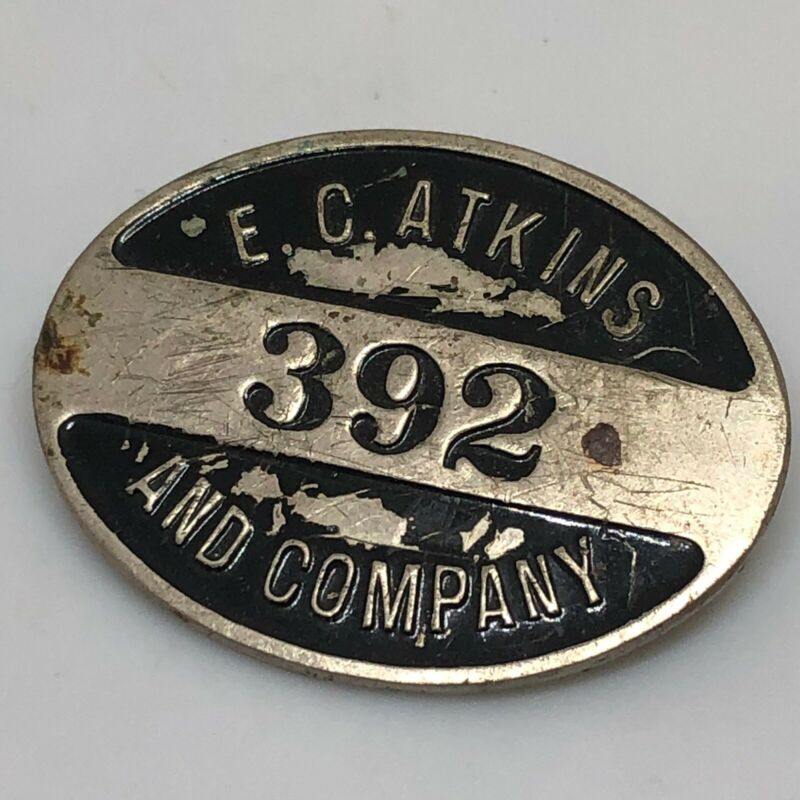 E. C. ATKINS
392
AND COMPANY